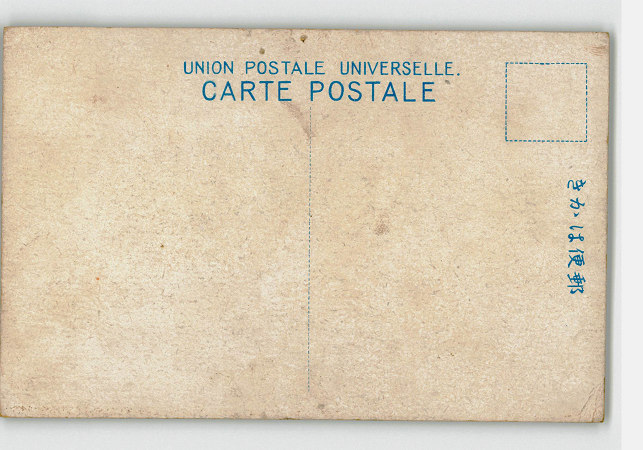 UNION POSTALE UNIVERSELLE.
CARTE POSTALE
きかは便郵